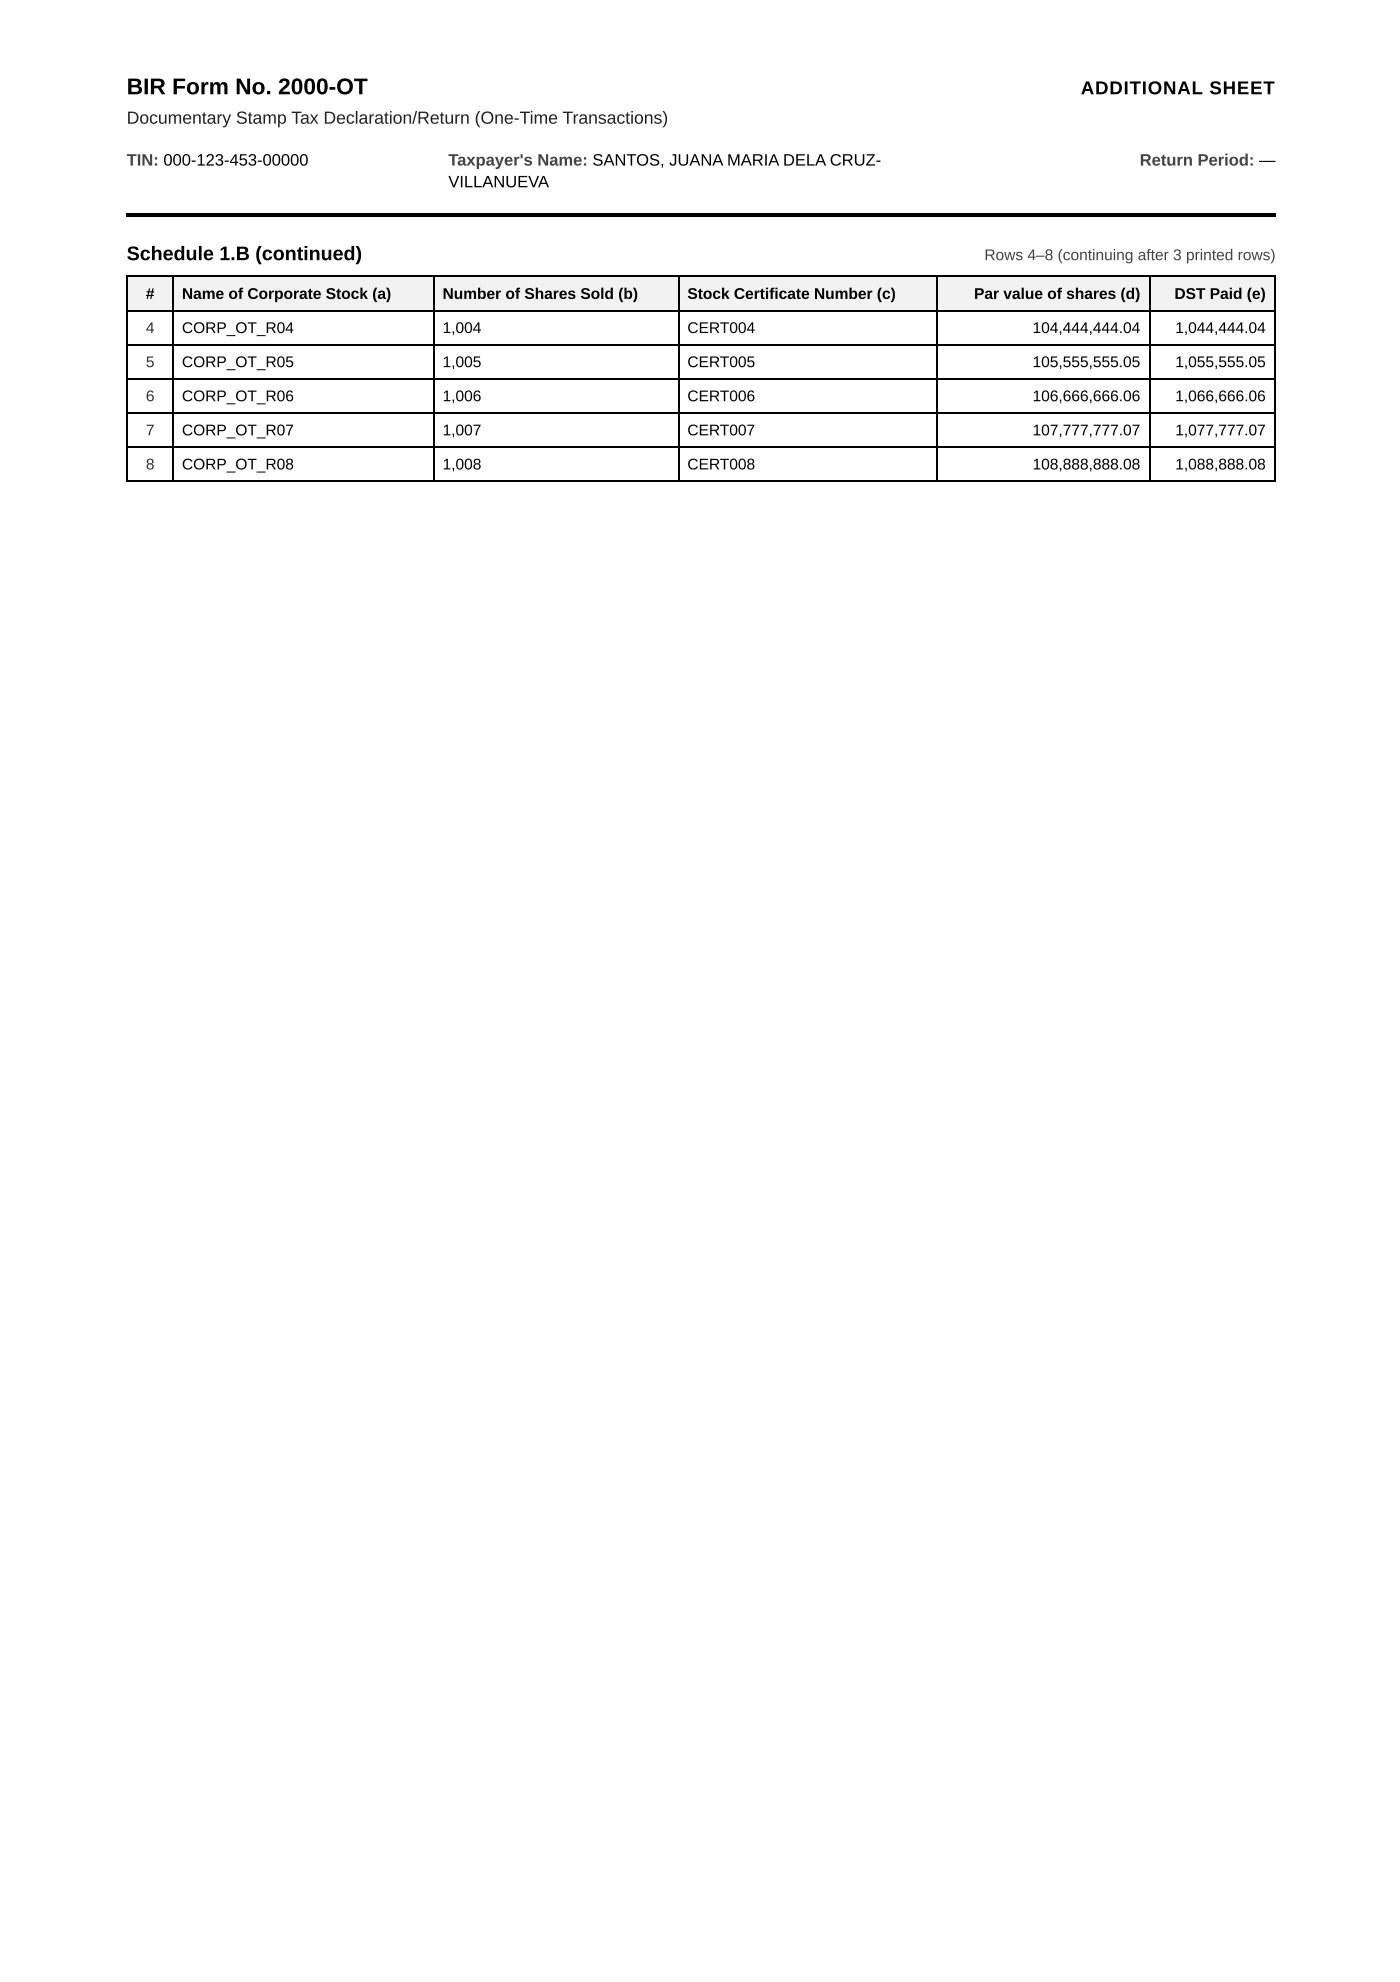 BIR Form No. 2000-OT
ADDITIONAL SHEET
Documentary Stamp Tax Declaration/Return (One-Time Transactions)
TIN: 000-123-453-00000
Taxpayer's Name: SANTOS, JUANA MARIA DELA CRUZ-
VILLANUEVA
Return Period: —
Schedule 1.B (continued)
Rows 4–8 (continuing after 3 printed rows)
# Name of Corporate Stock (a) Number of Shares Sold (b) Stock Certificate Number (c) Par value of shares (d) DST Paid (e)
4 CORP_OT_R04 1,004 CERT004 104,444,444.04 1,044,444.04
5 CORP_OT_R05 1,005 CERT005 105,555,555.05 1,055,555.05
6 CORP_OT_R06 1,006 CERT006 106,666,666.06 1,066,666.06
7 CORP_OT_R07 1,007 CERT007 107,777,777.07 1,077,777.07
8 CORP_OT_R08 1,008 CERT008 108,888,888.08 1,088,888.08